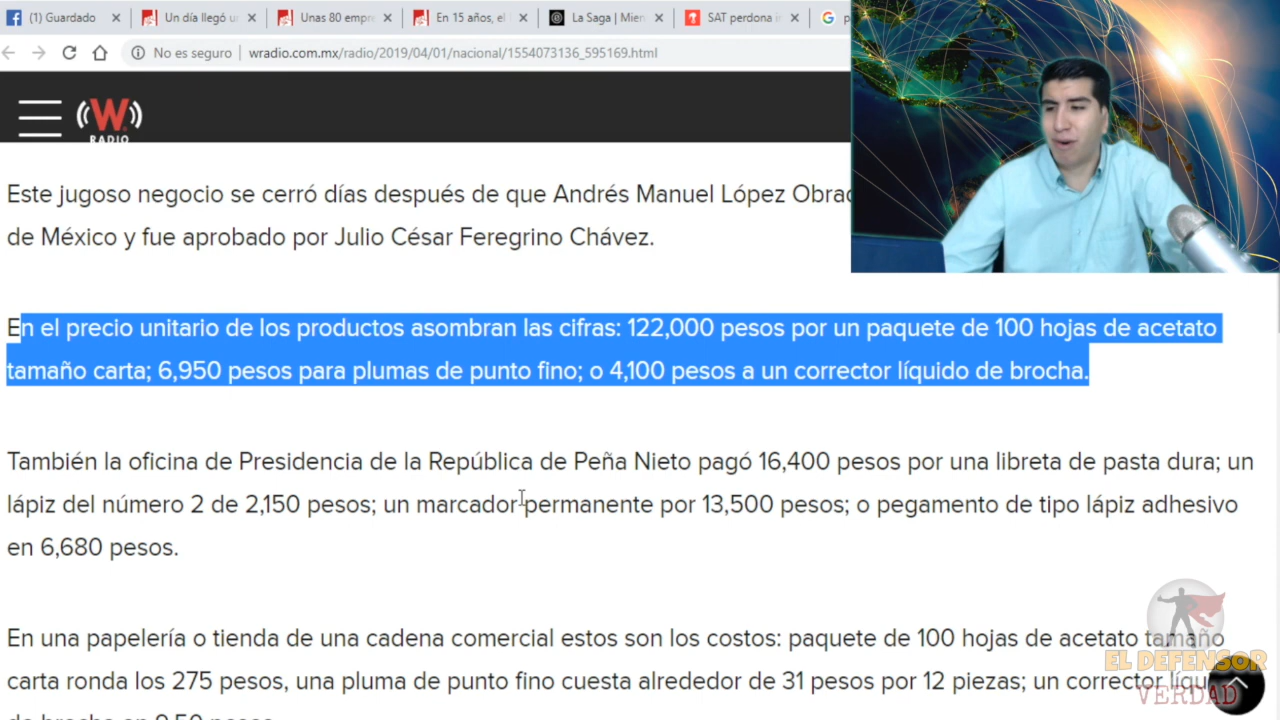 (1) Guardado
Un día llegó u
Unas 80 empre
En 15 años, el
La Saga | Mier
SAT perdona i
No es seguro | wradio.com.mx/radio/2019/04/01/nacional/1554073136_595169.html
W
RADIO
Este jugoso negocio se cerró días después de que Andrés Manuel López Obrad
de México y fue aprobado por Julio César Feregrino Chávez.
En el precio unitario de los productos asombran las cifras: 122,000 pesos por un paquete de 100 hojas de acetato
tamaño carta; 6,950 pesos para plumas de punto fino; o 4,100 pesos a un corrector líquido de brocha.
También la oficina de Presidencia de la República de Peña Nieto pagó 16,400 pesos por una libreta de pasta dura; un
lápiz del número 2 de 2,150 pesos; un marcador permanente por 13,500 pesos; o pegamento de tipo lápiz adhesivo
en 6,680 pesos.
En una papelería o tienda de una cadena comercial estos son los costos: paquete de 100 hojas de acetato tamaño
carta ronda los 275 pesos, una pluma de punto fino cuesta alrededor de 31 pesos por 12 piezas; un corrector líqu
EL DEFENSOR
VERDAD